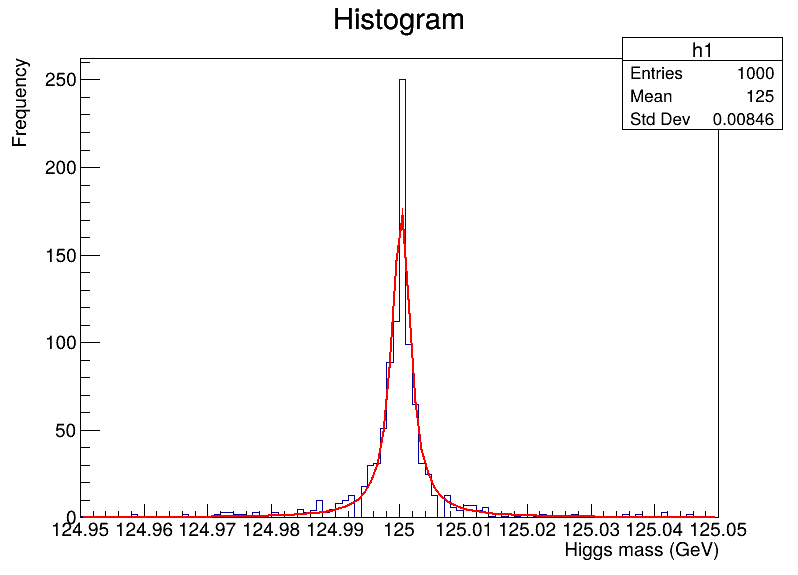 Histogram
h1
Entries 1000
Mean 125
Std Dev 0.00846
Frequency
250
200
150
100
50
0
124.95 124.96 124.97 124.98 124.99 125 125.01 125.02 125.03 125.04 125.05
Higgs mass (GeV)